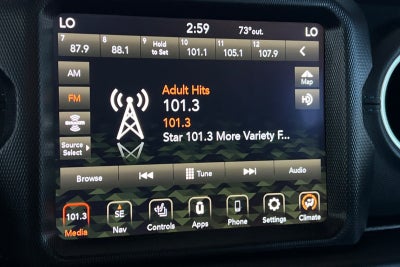 LO 2:59 73°out. LO
7 8 9 10 11 12
87.9 88.1 Hold to Set 101.1 105.1 107.9
AM
FM
Source Select
Adult Hits
101.3
101.3
Star 101.3 More Variety F...
Map
Browse Tune Audio
101.3 SE
Media Nav Controls Apps Phone Settings Climate